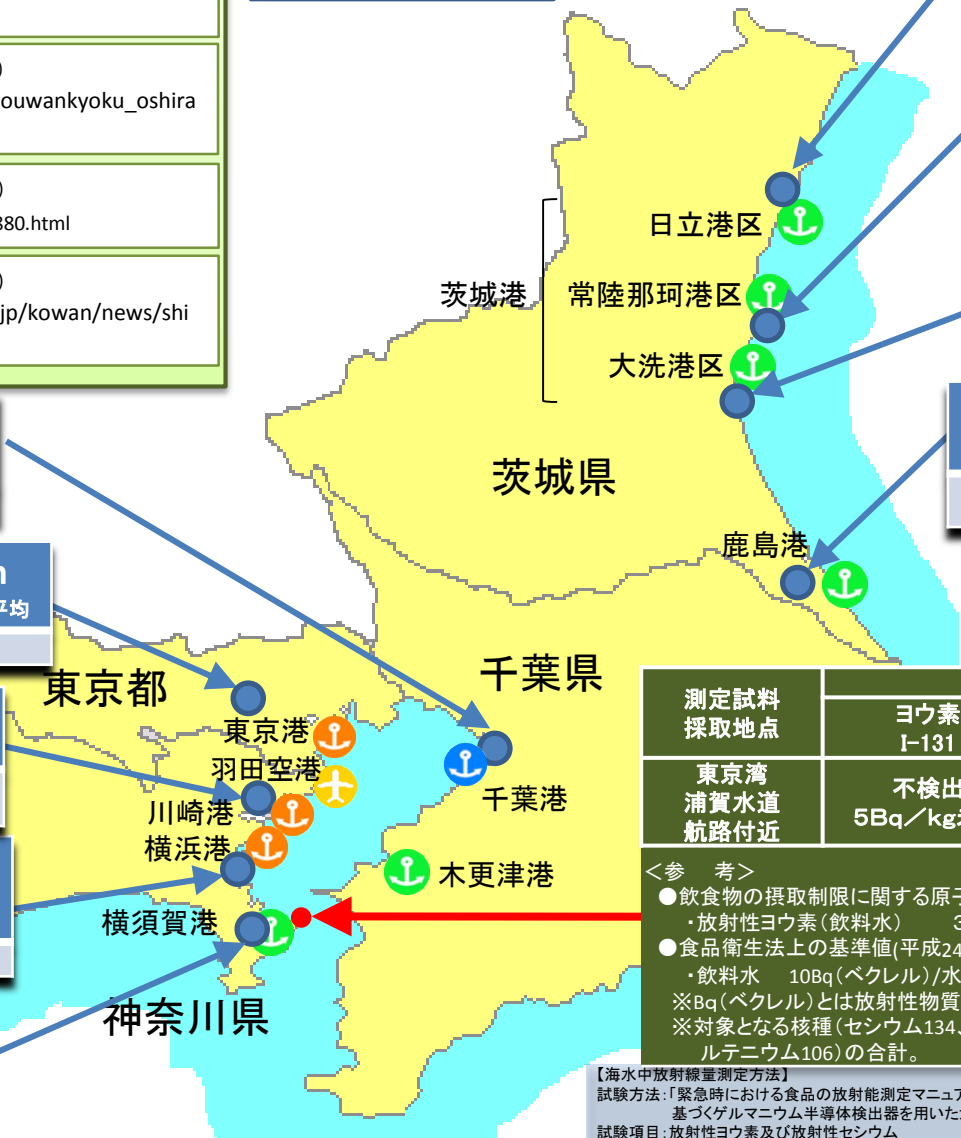 ouwankyoku_oshira
880.html
jp/kowan/news/shi
日立港区
茨城港
常陸那珂港区
大洗港区
茨城県
鹿島港
平均
東京都
千葉県
東京港
羽田空港
川崎港
千葉港
横浜港
木更津港
横須賀港
神奈川県
測定試料
採取地点
ヨウ素
I-131
東京湾
浦賀水道
航路付近
不検出
5Bq／kg
＜参　考＞
●飲食物の摂取制限に関する原子
・放射性ヨウ素（飲料水）　3
●食品衛生法上の基準値(平成24
・飲料水　10Bq(ベクレル)/水
※Bq(ベクレル)とは放射性物質
※対象となる核種（セシウム134、
ルテニウム106）の合計。
【海水中放射線量測定方法】
試験方法：「緊急時における食品の放射能測定マニュア
基づくゲルマニウム半導体検出器を用いた
試験項目：放射性ヨウ素及び放射性セシウム